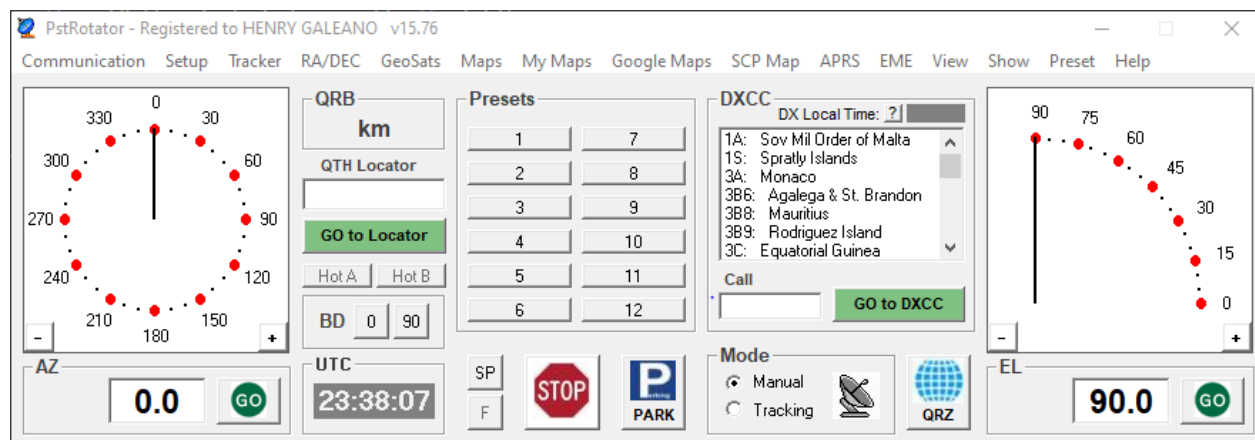 PstRotator - Registered to HENRY GALEANO v15.76
Communication Setup Tracker RA/DEC GeoSats Maps My Maps Google Maps SCP Map APRS EME View Show Preset Help
0
30
60
90
120
150
180
210
240
270
300
330
-
+
AZ
0.0
GO
QRB
km
QTH Locator
GO to Locator
Hot A Hot B
BD 0 90
UTC
23:38:07
Presets
1 7
2 8
3 9
4 10
5 11
6 12
SP
F
STOP
P
PARK
DXCC
DX Local Time: ?
1A: Sov Mil Order of Malta
1S: Spratly Islands
3A: Monaco
3B6: Agalega & St. Brandon
3B8: Mauritius
3B9: Rodriguez Island
3C: Equatorial Guinea
Call
GO to DXCC
Mode
Manual
Tracking
QRZ
90
75
60
45
30
15
0
-
+
EL
90.0
GO